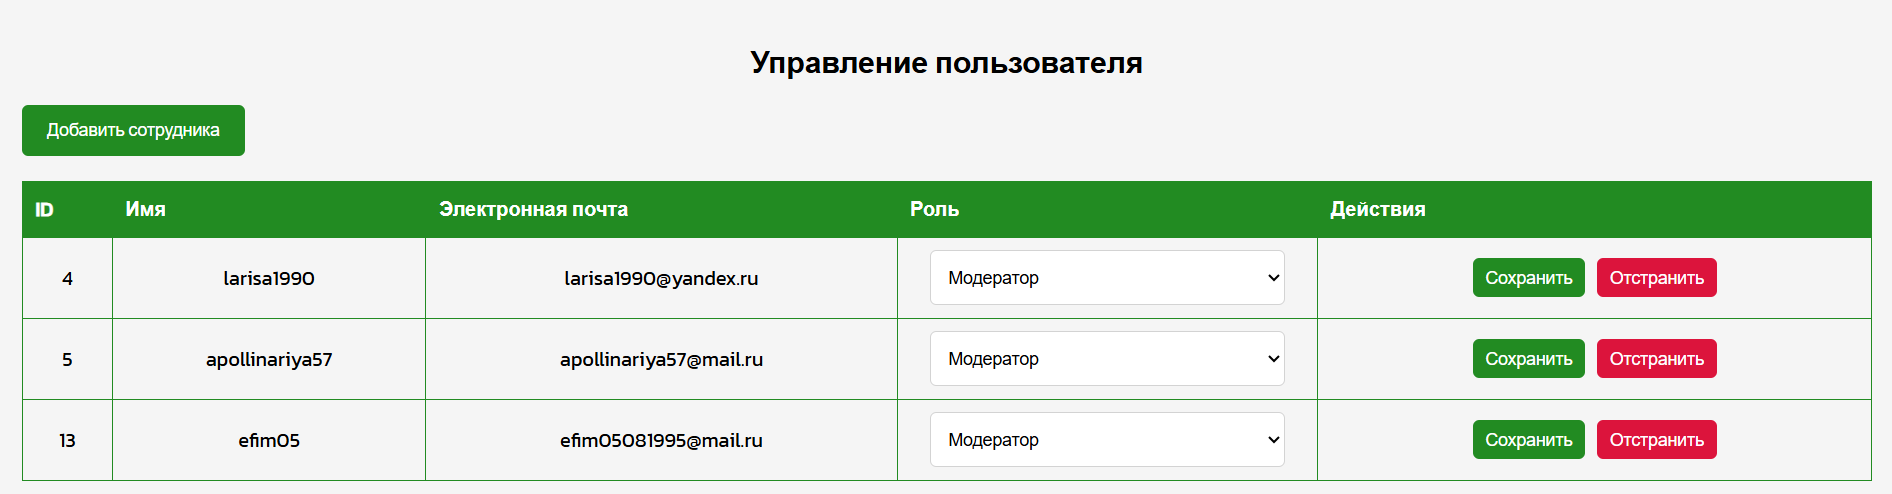 Управление пользователя
Добавить сотрудника
ID Имя Электронная почта Роль Действия
4 larisa1990 larisa1990@yandex.ru Модератор Сохранить Отстранить
5 apollinariya57 apollinariya57@mail.ru Модератор Сохранить Отстранить
13 efim05 efim05081995@mail.ru Модератор Сохранить Отстранить